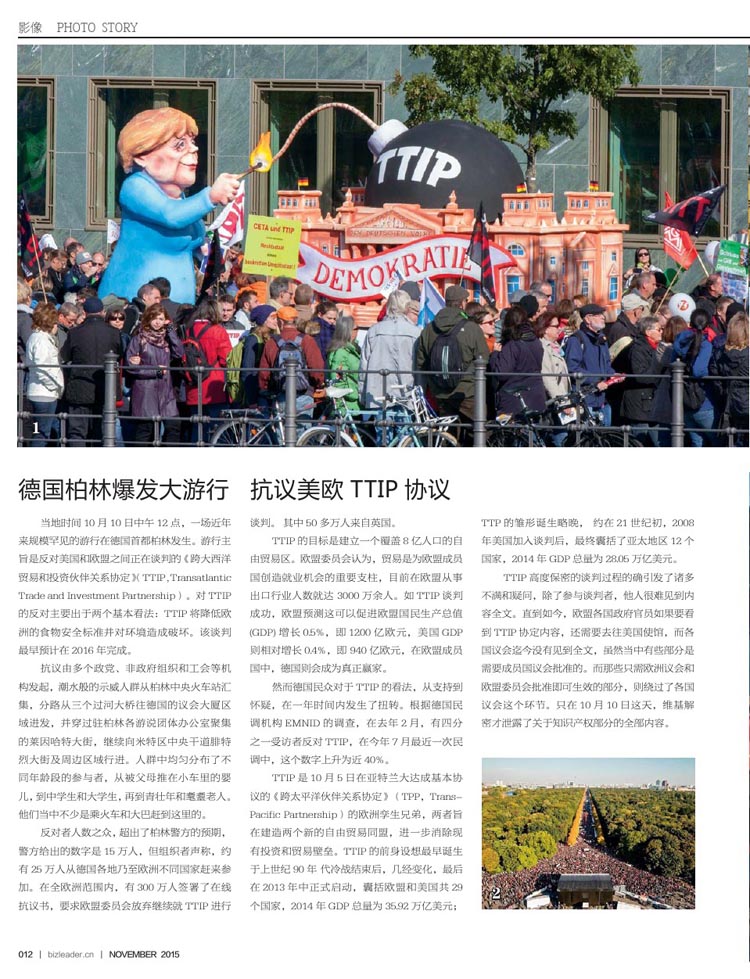 影像 PHOTO STORY
TTIP
CETA und TTIP
DEM DEUTSCHEN VOLKE
DEMOKRATIE
1
德国柏林爆发大游行 抗议美欧 TTIP 协议
当地时间 10 月 10 日中午 12 点，一场近年
来规模罕见的游行在德国首都柏林发生。游行主
旨是反对美国和欧盟之间正在谈判的《跨大西洋
贸易和投资伙伴关系协定》（TTIP,Transatlantic
Trade and Investment Partnership）。对 TTIP
的反对主要出于两个基本看法：TTIP 将降低欧
洲的食物安全标准并对环境造成破坏。该谈判
最早预计在 2016 年完成。
抗议由多个政党、非政府组织和工会等机
构发起，潮水般的示威人群从柏林中央火车站汇
集，分路从三个过河大桥往德国的议会大厦区
域进发，并穿过驻柏林各游说团体办公室聚集
的莱因哈特大街，继续向米特区中央干道腓特
烈大街及周边区域行进。人群中均匀分布了不
同年龄段的参与者，从被父母推在小车里的婴
儿，到中学生和大学生，再到青壮年和耄耋老人。
他们当中不少是乘火车和大巴赶到这里的。
反对者人数之众，超出了柏林警方的预期，
警方给出的数字是 15 万人，但组织者声称，约
有 25 万人从德国各地乃至欧洲不同国家赶来参
加。在全欧洲范围内，有 300 万人签署了在线
抗议书，要求欧盟委员会放弃继续就 TTIP 进行
谈判。 其中 50 多万人来自英国。
TTIP 的目标是建立一个覆盖 8 亿人口的自
由贸易区。欧盟委员会认为，贸易是为欧盟成员
国创造就业机会的重要支柱，目前在欧盟从事
出口行业人数就达 3000 万余人。如 TTIP 谈判
成功，欧盟预测这可以促进欧盟国民生产总值
(GDP) 增长 0.5%，即 1200 亿欧元，美国 GDP
则相对增长 0.4%，即 940 亿欧元，在欧盟成员
国中，德国则会成为真正赢家。
然而德国民众对于 TTIP 的看法，从支持到
怀疑，在一年时间内发生了扭转。根据德国民
调机构 EMNID 的调查，在去年 2 月，有四分
之一受访者反对 TTIP，在今年 7 月最近一次民
调中，这个数字上升为近 40%。
TTIP 是 10 月 5 日在亚特兰大达成基本协
议的《跨太平洋伙伴关系协定》（TPP，Trans-
Pacific Partnership）的欧洲孪生兄弟，两者旨
在建造两个新的自由贸易同盟，进一步消除现
有投资和贸易壁垒。TTIP 的前身设想最早诞生
于上世纪 90 年 代冷战结束后，几经变化，最后
在 2013 年中正式启动，囊括欧盟和美国共 29
个国家，2014 年 GDP 总量为 35.92 万亿美元；
TTP 的雏形诞生略晚， 约在 21 世纪初，2008
年美国加入谈判后，最终囊括了亚太地区 12 个
国家，2014 年 GDP 总量为 28.05 万亿美元。
TTIP 高度保密的谈判过程的确引发了诸多
不满和疑问，除了参与谈判者，他人很难见到内
容全文。直到如今，欧盟各国政府官员如果要看
到 TTIP 协定内容，还需要去往美国使馆，而各
国议会迄今没有见到全文，虽然当中有些部分是
需要成员国议会批准的。而那些只需欧洲议会和
欧盟委员会批准即可生效的部分，则绕过了各国
议会这个环节。只在 10 月 10 日这天，维基解
密才泄露了关于知识产权部分的全部内容。
2
012 | bizleader.cn | NOVEMBER 2015